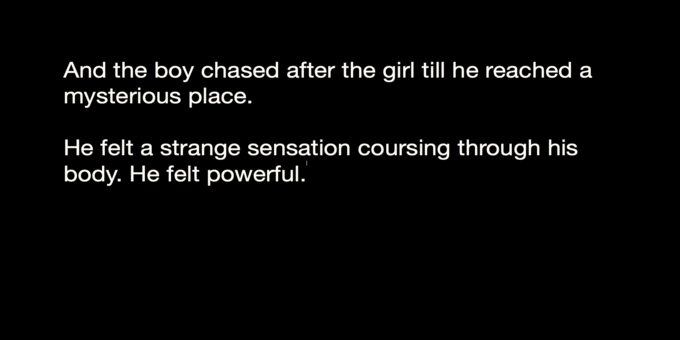 And the boy chased after the girl till he reached a
mysterious place.
He felt a strange sensation coursing through his
body. He felt powerful.